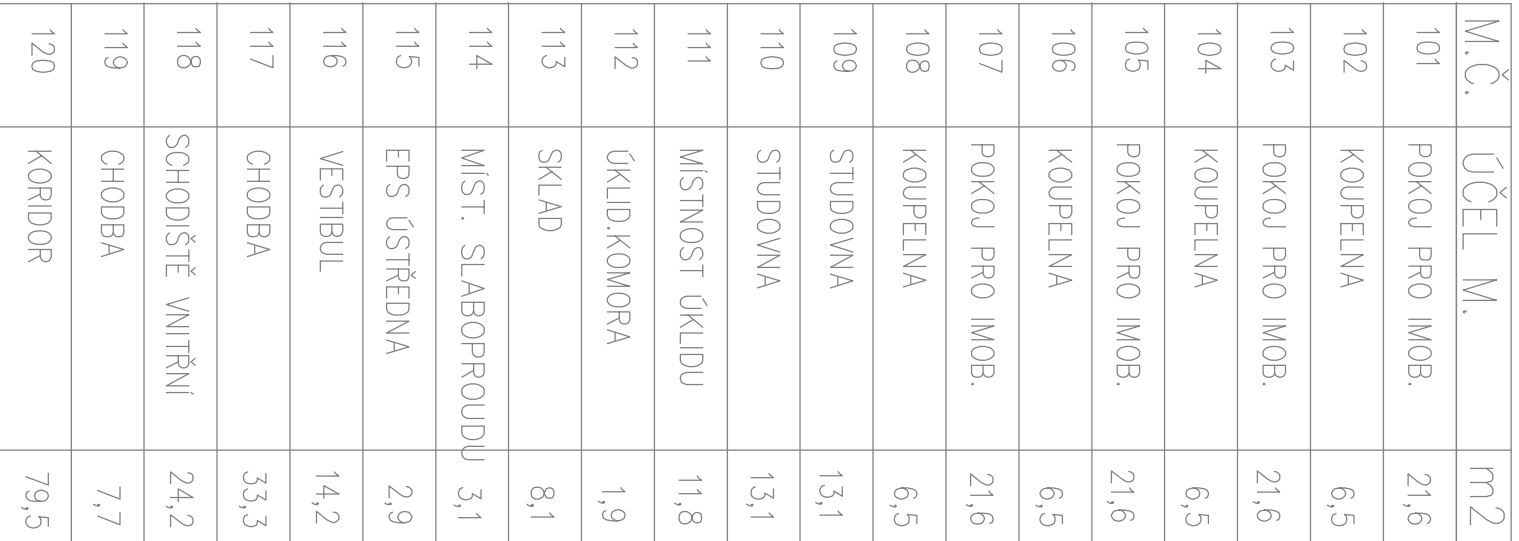 M.Č. ÚČEL M. m2
101 POKOJ PRO IMOB. 21,6
102 KOUPELNA 6,5
103 POKOJ PRO IMOB. 21,6
104 KOUPELNA 6,5
105 POKOJ PRO IMOB. 21,6
106 KOUPELNA 6,5
107 POKOJ PRO IMOB. 21,6
108 KOUPELNA 6,5
109 STUDOVNA 13,1
110 STUDOVNA 13,1
111 MÍSTNOST ÚKLIDU 11,8
112 ÚKLID.KOMORA 1,9
113 SKLAD 8,1
114 MÍST. SLABOPROUDU 3,1
115 EPS ÚSTŘEDNA 2,9
116 VESTIBUL 14,2
117 CHODBA 33,3
118 SCHODIŠTĚ VNITŘNÍ 24,2
119 CHODBA 7,7
120 KORIDOR 79,5